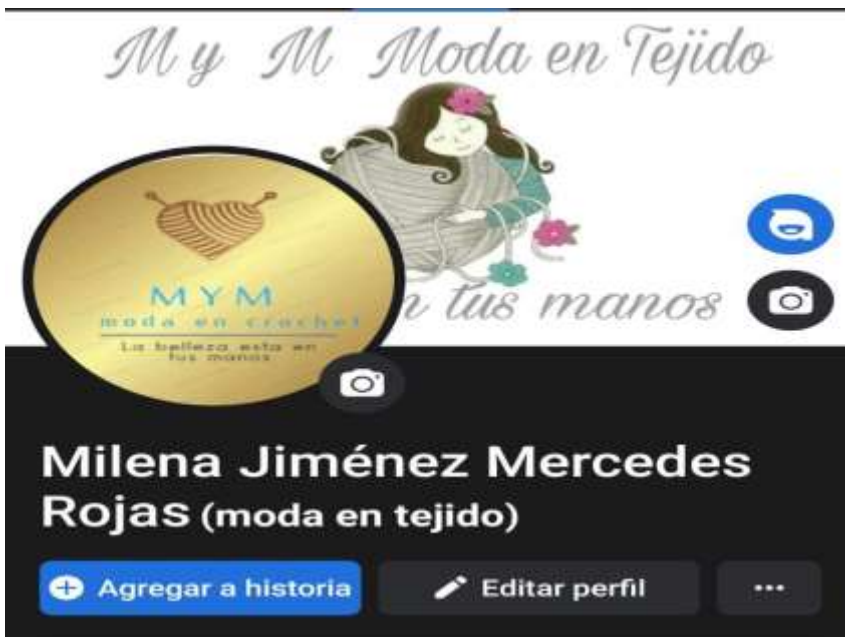 M y M Moda en Tejido
n tus manos
MYM
moda en crochet
La belleza esta en
tus manos
Milena Jiménez Mercedes
Rojas (moda en tejido)
Agregar a historia
Editar perfil